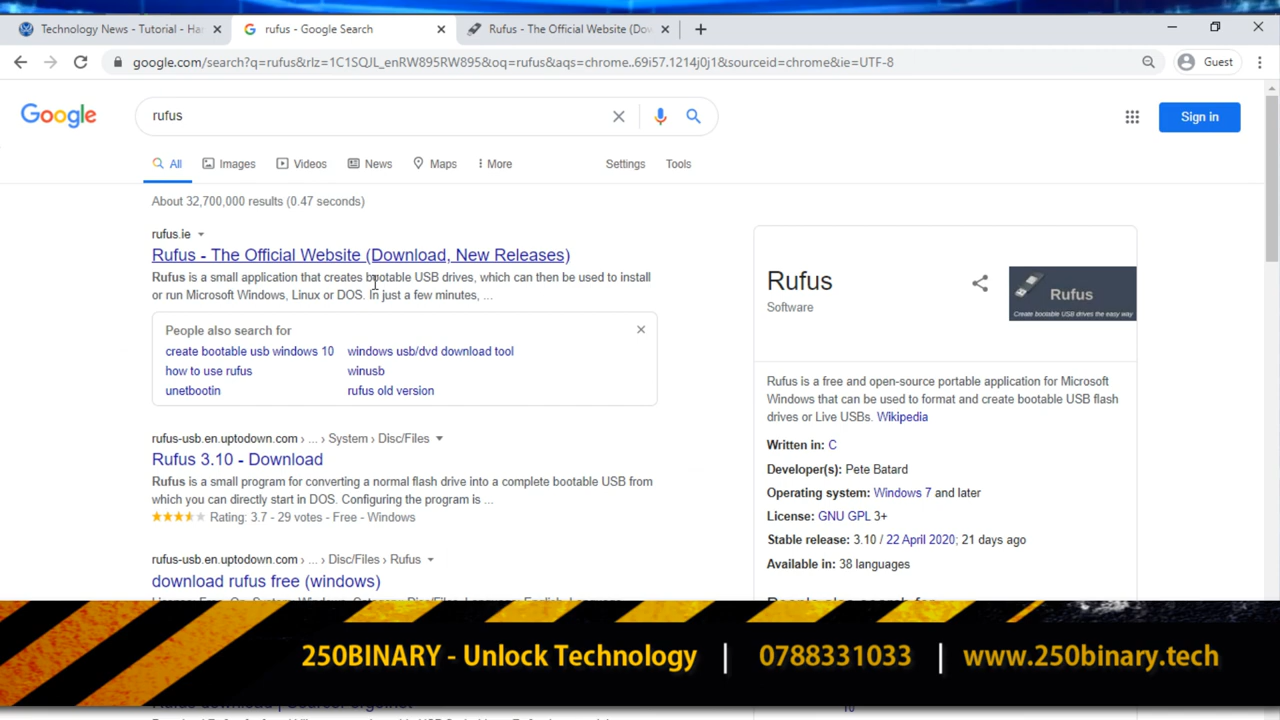 Technology News - Tutorial - Ha
rufus - Google Search
Rufus - The Official Website (Dow
google.com/search?q=rufus&rlz=1C1SQJL_enRW895RW895&oq=rufus&aqs=chrome..69i57.1214j0j1&sourceid=chrome&ie=UTF-8
Guest
Google
rufus
Sign in
All
Images
Videos
News
Maps
More
Settings
Tools
About 32,700,000 results (0.47 seconds)
rufus.ie
Rufus - The Official Website (Download, New Releases)
Rufus is a small application that creates bootable USB drives, which can then be used to install
or run Microsoft Windows, Linux or DOS. In just a few minutes, ...
People also search for
create bootable usb windows 10
windows usb/dvd download tool
how to use rufus
winusb
unetbootin
rufus old version
rufus-usb.en.uptodown.com › ... › System › Disc/Files
Rufus 3.10 - Download
Rufus is a small program for converting a normal flash drive into a complete bootable USB from
which you can directly start in DOS. Configuring the program is ...
Rating: 3.7 - 29 votes - Free - Windows
rufus-usb.en.uptodown.com › ... › Disc/Files › Rufus
download rufus free (windows)
Rufus
Software
Rufus
Create bootable USB drives the easy way
Rufus is a free and open-source portable application for Microsoft
Windows that can be used to format and create bootable USB flash
drives or Live USBs. Wikipedia
Written in: C
Developer(s): Pete Batard
Operating system: Windows 7 and later
License: GNU GPL 3+
Stable release: 3.10 / 22 April 2020; 21 days ago
Available in: 38 languages
250BINARY - Unlock Technology | 0788331033 | www.250binary.tech